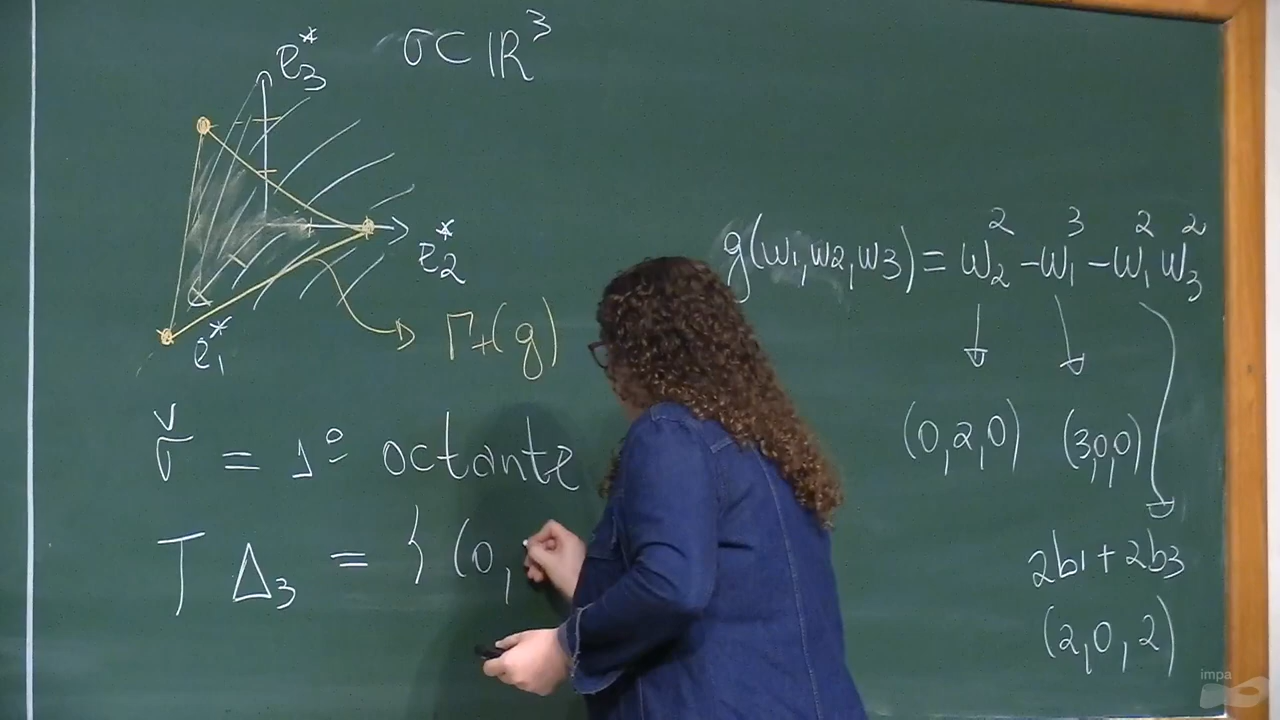 σ ⊂ ℝ³
e₃*
e₂*
e₁*
Γ₊(g)
g(w₁,w₂,w₃) = w₂² - w₁³ - w₁² w₃²
(0,2,0) (3,0,0)
2b₁ + 2b₃
(2,0,2)
σ̌ = 1º octante
T Δ₃ = { (0,
impa